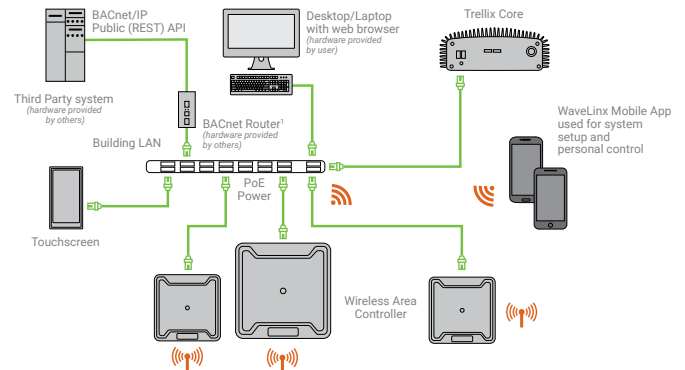 BACnet/IP
Public (REST) API
Desktop/Laptop
with web browser
(hardware provided
by user)
Trellix Core
Third Party system
(hardware provided
by others)
BACnet Router¹
(hardware provided
by others)
Building LAN
WaveLinx Mobile App
used for system
setup and
personal control
PoE
Power
Touchscreen
Wireless Area
Controller